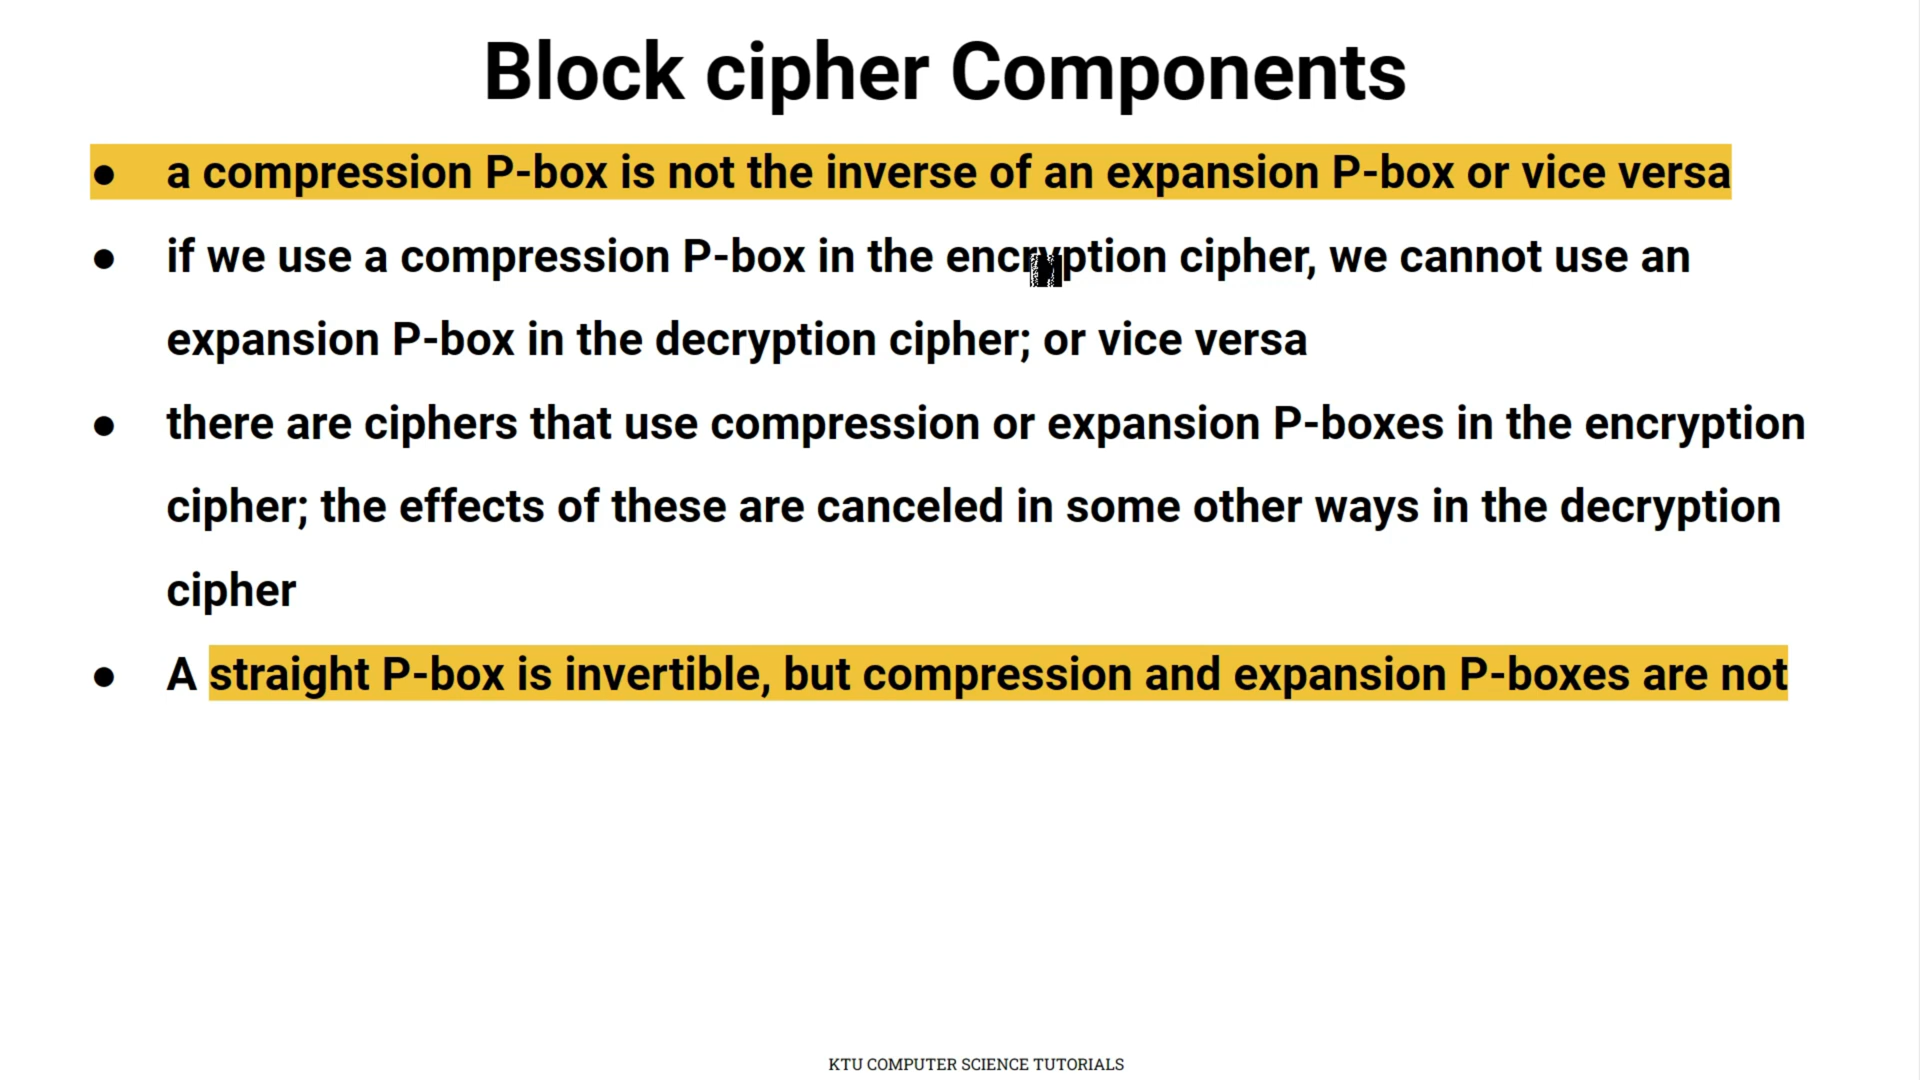 Block cipher Components
● a compression P-box is not the inverse of an expansion P-box or vice versa
● if we use a compression P-box in the encryption cipher, we cannot use an
expansion P-box in the decryption cipher; or vice versa
● there are ciphers that use compression or expansion P-boxes in the encryption
cipher; the effects of these are canceled in some other ways in the decryption
cipher
● A straight P-box is invertible, but compression and expansion P-boxes are not
KTU COMPUTER SCIENCE TUTORIALS